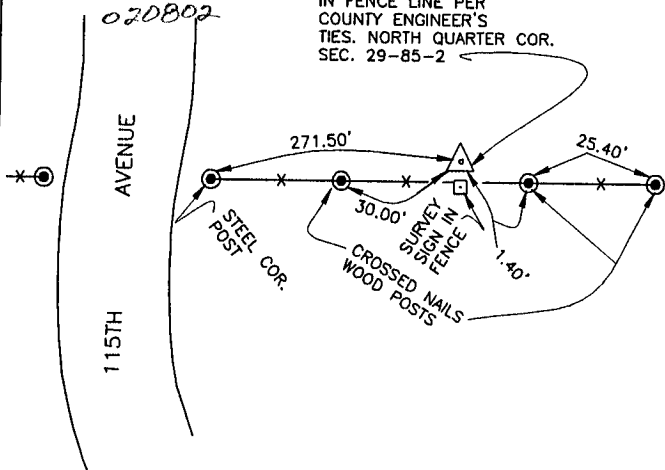 020802
IN FENCE LINE PER
COUNTY ENGINEER'S
TIES. NORTH QUARTER COR.
SEC. 29-85-2
271.50'
25.40'
AVENUE
30.00'
SURVEY
SIGN IN
FENCE
1.40'
STEEL COR.
POST
CROSSED NAILS
WOOD POSTS
115TH